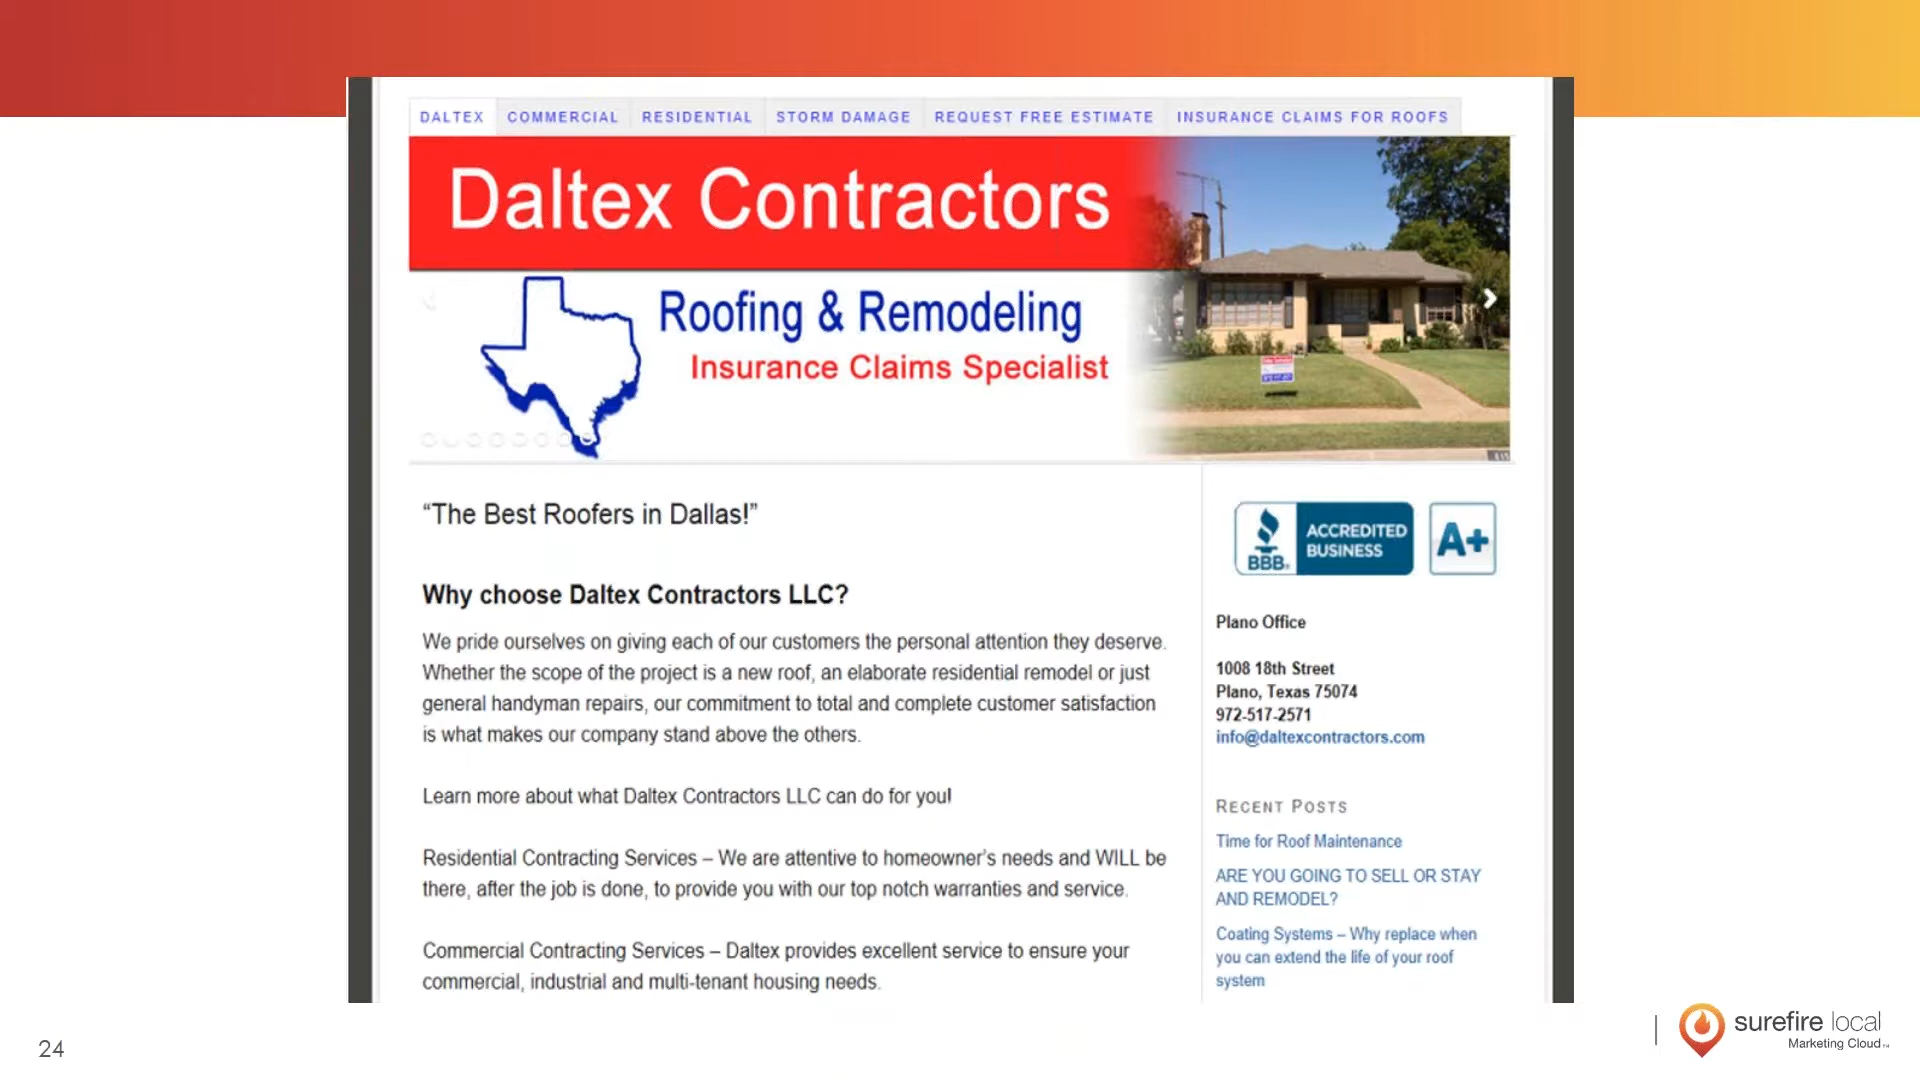 DALTEX COMMERCIAL RESIDENTIAL STORM DAMAGE REQUEST FREE ESTIMATE INSURANCE CLAIMS FOR ROOFS
Daltex Contractors
Roofing & Remodeling
Insurance Claims Specialist
“The Best Roofers in Dallas!”
Why choose Daltex Contractors LLC?
We pride ourselves on giving each of our customers the personal attention they deserve.
Whether the scope of the project is a new roof, an elaborate residential remodel or just
general handyman repairs, our commitment to total and complete customer satisfaction
is what makes our company stand above the others.
Learn more about what Daltex Contractors LLC can do for you!
Residential Contracting Services – We are attentive to homeowner’s needs and WILL be
there, after the job is done, to provide you with our top notch warranties and service.
Commercial Contracting Services – Daltex provides excellent service to ensure your
commercial, industrial and multi-tenant housing needs.
BBB.
ACCREDITED
BUSINESS
A+
Plano Office
1008 18th Street
Plano, Texas 75074
972-517-2571
info@daltexcontractors.com
RECENT POSTS
Time for Roof Maintenance
ARE YOU GOING TO SELL OR STAY
AND REMODEL?
Coating Systems – Why replace when
you can extend the life of your roof
system
24
surefire local
Marketing Cloud™